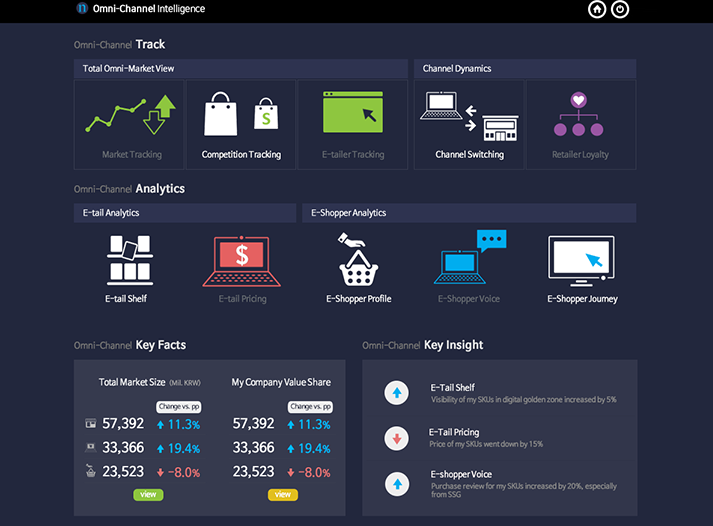 n Omni-Channel Intelligence
Omni-Channel Track
Total Omni-Market View
Channel Dynamics
S
Market Tracking
Competition Tracking
E-tailer Tracking
Channel Switching
Retailer Loyalty
Omni-Channel Analytics
E-tail Analytics
E-Shopper Analytics
$
E-tail Shelf
E-tail Pricing
E-Shopper Profile
E-Shopper Voice
E-Shopper Journey
Omni-Channel Key Facts
Total Market Size (Mil. KRW)
My Company Value Share
Change vs. pp
Change vs. pp
57,392 11.3%
57,392 11.3%
33,366 19.4%
33,366 19.4%
23,523 -8.0%
23,523 -8.0%
view
view
Omni-Channel Key Insight
E-Tail Shelf
Visibility of my SKUs in digital golden zone increased by 5%
E-Tail Pricing
Price of my SKUs went down by 15%
E-shopper Voice
Purchase review for my SKUs increased by 20%, especially
from SSG